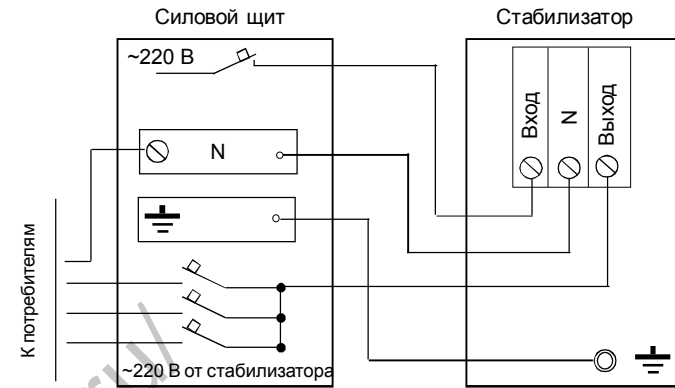 Силовой щит
Стабилизатор
~220 В
Вход
N
Выход
N
К потребителям
~220 В от стабилизатора